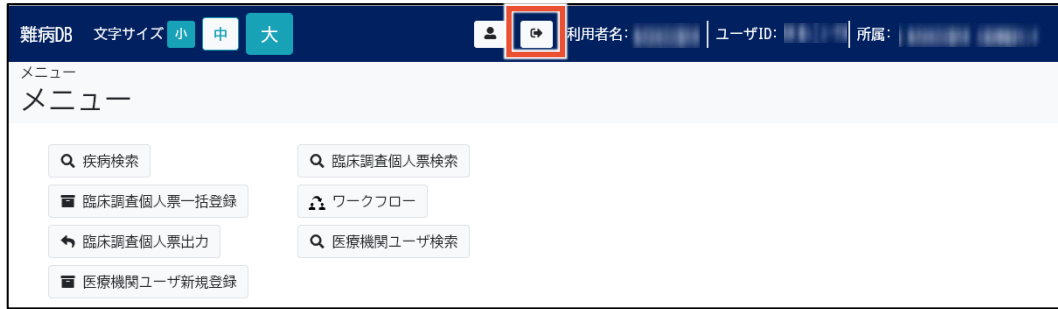 難病DB 文字サイズ 小 中 大 利用者名: ユーザID: 所属:
メニュー
メニュー
疾病検索 臨床調査個人票検索
臨床調査個人票一括登録 ワークフロー
臨床調査個人票出力 医療機関ユーザ検索
医療機関ユーザ新規登録